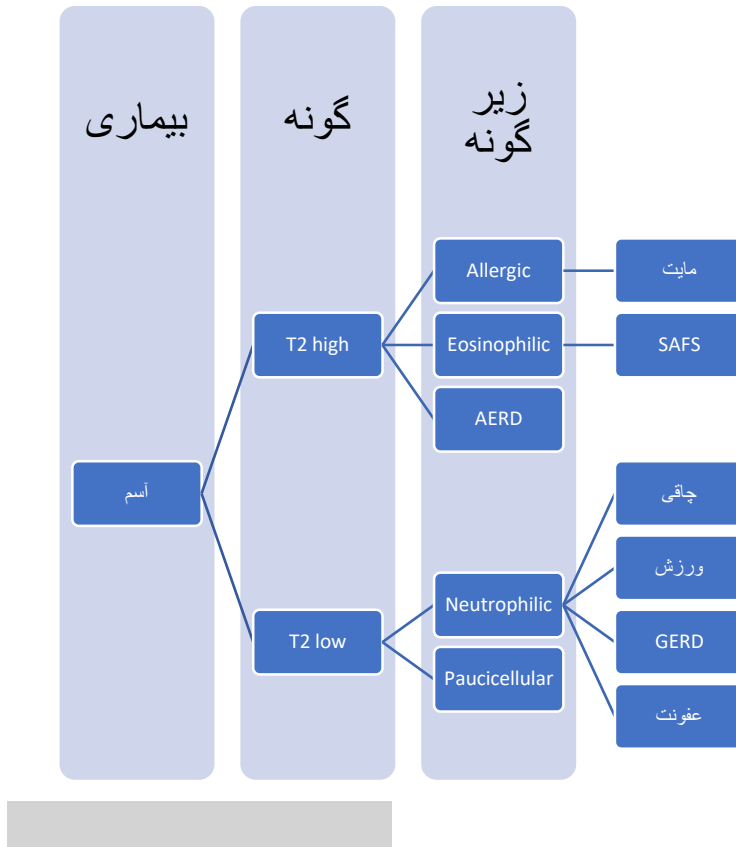 بیماری
گونه
زیر
گونه
آسم
T2 high
Allergic
مایت
Eosinophilic
SAFS
AERD
T2 low
Neutrophilic
چاقی
ورزش
GERD
عفونت
Paucicellular